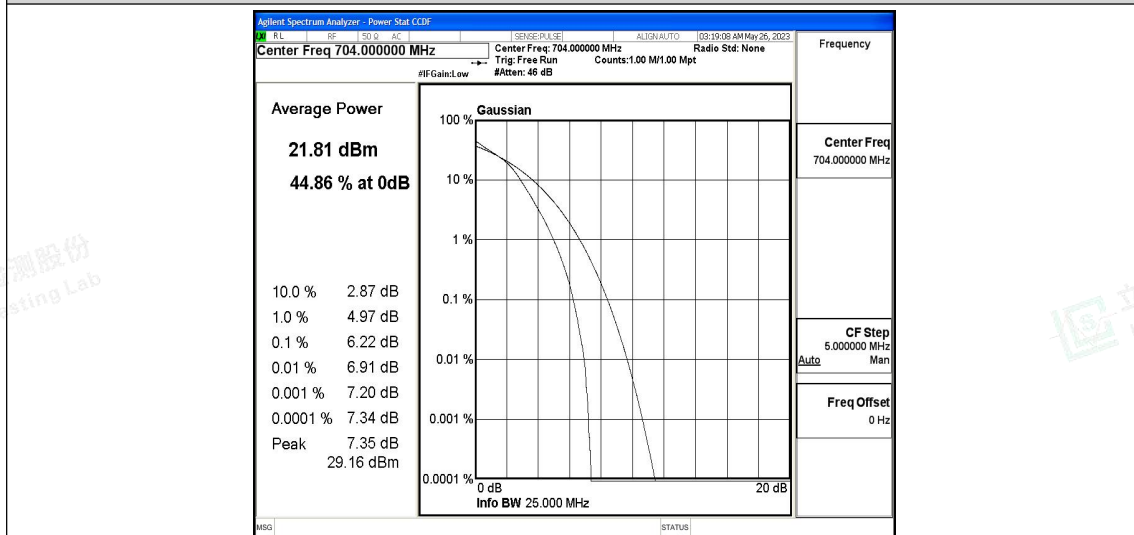 Agilent Spectrum Analyzer - Power Stat CCDF
LXI RL RF 50 Ω AC SENSE:PULSE ALIGN AUTO 03:19:08 AM May 26, 2023
Center Freq 704.000000 MHz
Center Freq: 704.000000 MHz Radio Std: None
Trig: Free Run Counts:1.00 M/1.00 Mpt
#IFGain:Low #Atten: 46 dB
Frequency
Average Power
21.81 dBm
44.86 % at 0dB
10.0 % 2.87 dB
1.0 % 4.97 dB
0.1 % 6.22 dB
0.01 % 6.91 dB
0.001 % 7.20 dB
0.0001 % 7.34 dB
Peak 7.35 dB
29.16 dBm
Gaussian
100 %
10 %
1 %
0.1 %
0.01 %
0.001 %
0.0001 %
0 dB 20 dB
Info BW 25.000 MHz
Center Freq
704.000000 MHz
CF Step
5.000000 MHz
Auto Man
Freq Offset
0 Hz
MSG STATUS
测股份
sting Lab
立